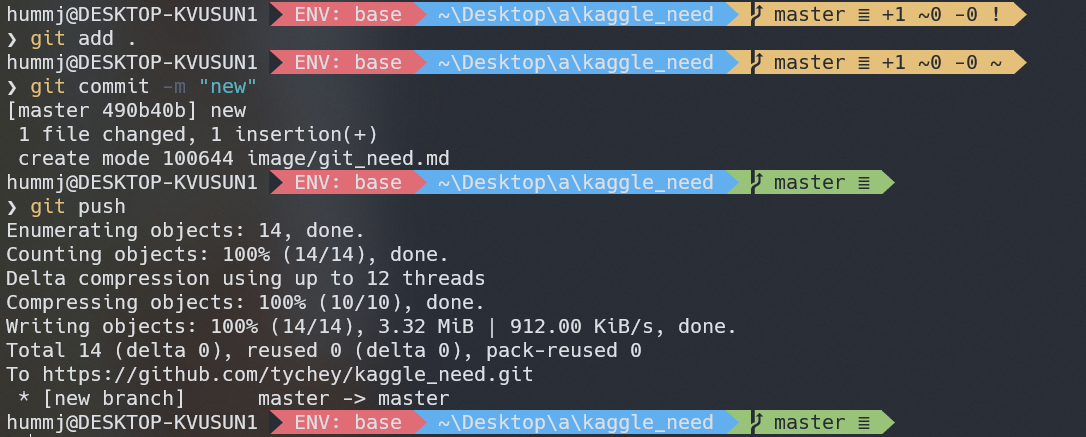 hummj@DESKTOP-KVUSUN1 ENV: base ~\Desktop\a\kaggle_need master ≡ +1 ~0 -0 !
❯ git add .
hummj@DESKTOP-KVUSUN1 ENV: base ~\Desktop\a\kaggle_need master ≡ +1 ~0 -0 ~
❯ git commit -m "new"
[master 490b40b] new
 1 file changed, 1 insertion(+)
 create mode 100644 image/git_need.md
hummj@DESKTOP-KVUSUN1 ENV: base ~\Desktop\a\kaggle_need master ≡
❯ git push
Enumerating objects: 14, done.
Counting objects: 100% (14/14), done.
Delta compression using up to 12 threads
Compressing objects: 100% (10/10), done.
Writing objects: 100% (14/14), 3.32 MiB | 912.00 KiB/s, done.
Total 14 (delta 0), reused 0 (delta 0), pack-reused 0
To https://github.com/tychey/kaggle_need.git
 * [new branch]      master -> master
hummj@DESKTOP-KVUSUN1 ENV: base ~\Desktop\a\kaggle_need master ≡